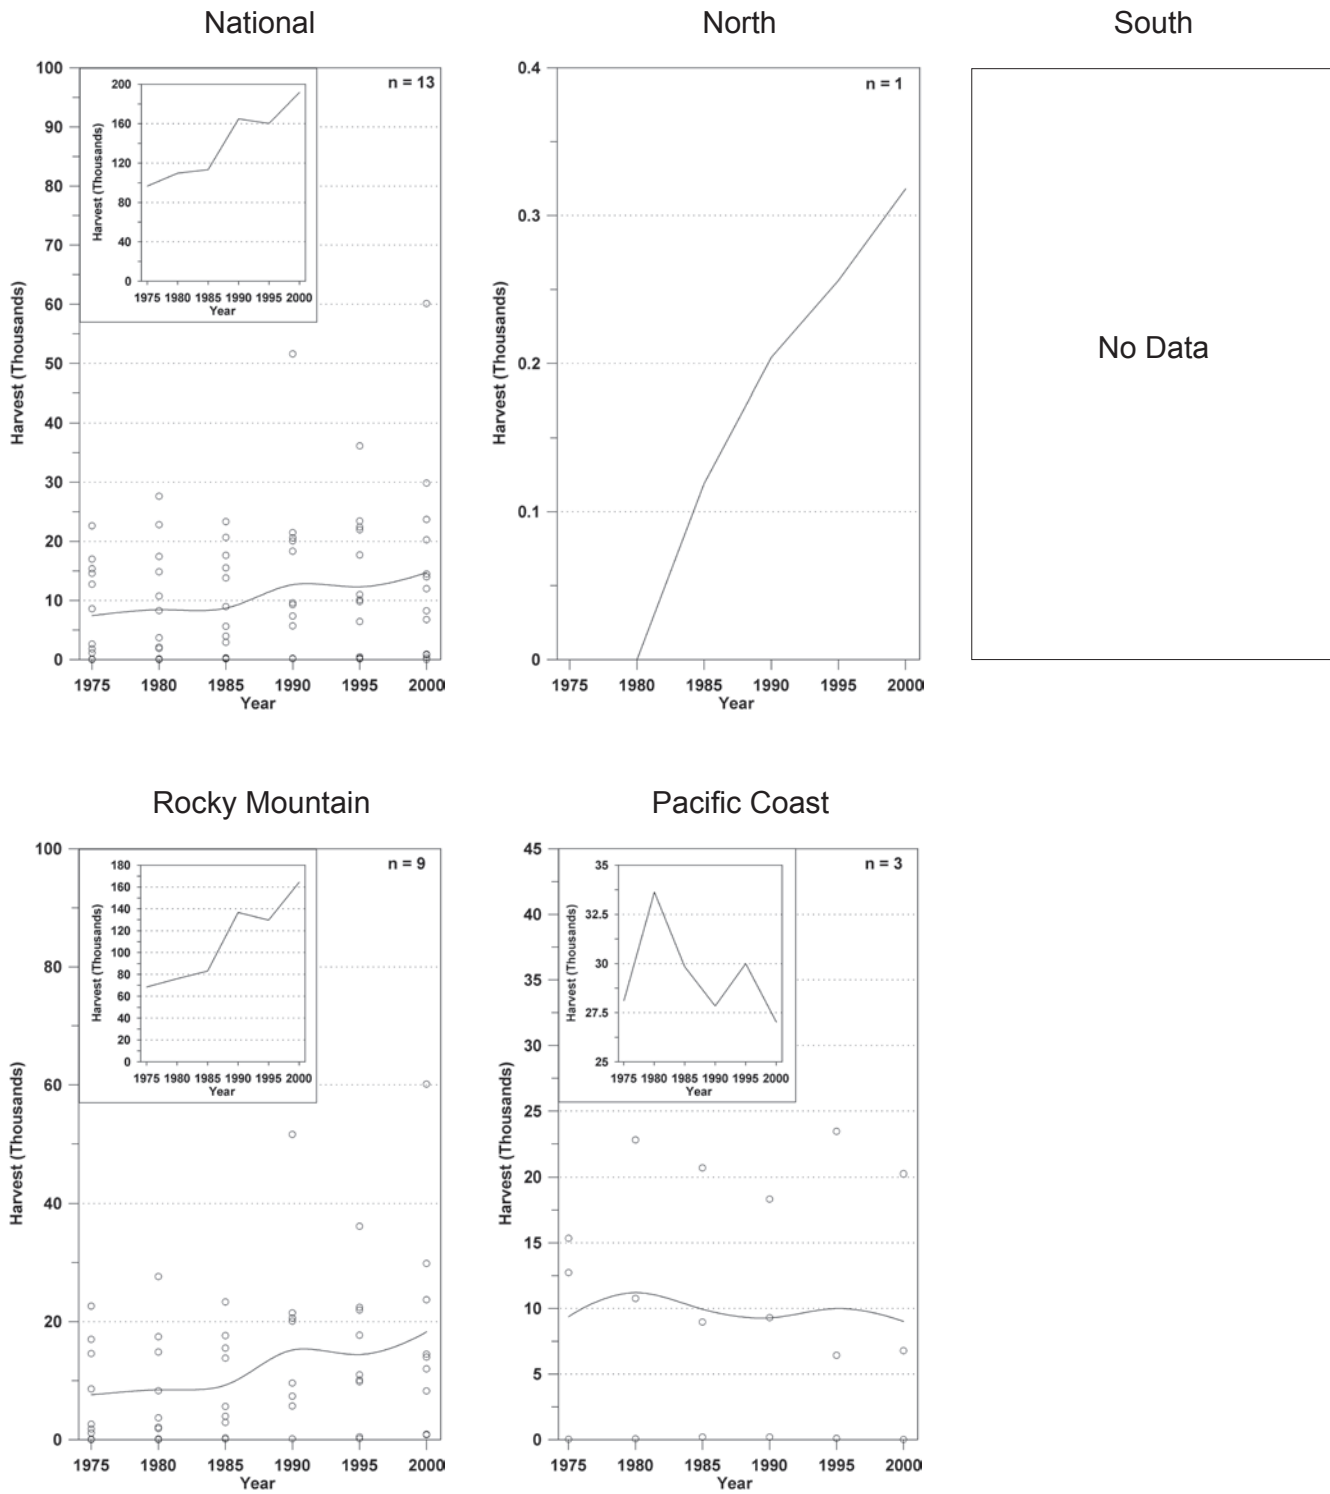 National
n = 13
Harvest (Thousands)
100
90
80
70
60
50
40
30
20
10
0
1975 1980 1985 1990 1995 2000
Year
Harvest (Thousands)
200
160
120
80
40
0
1975 1980 1985 1990 1995 2000
Year
North
n = 1
Harvest (Thousands)
0.4
0.3
0.2
0.1
0
1975 1980 1985 1990 1995 2000
Year
South
No Data
Rocky Mountain
n = 9
Harvest (Thousands)
100
80
60
40
20
0
1975 1980 1985 1990 1995 2000
Year
Harvest (Thousands)
180
160
140
120
100
80
60
40
20
0
1975 1980 1985 1990 1995 2000
Year
Pacific Coast
n = 3
Harvest (Thousands)
45
40
35
30
25
20
15
10
5
0
1975 1980 1985 1990 1995 2000
Year
Harvest (Thousands)
35
32.5
30
27.5
25
1975 1980 1985 1990 1995 2000
Year